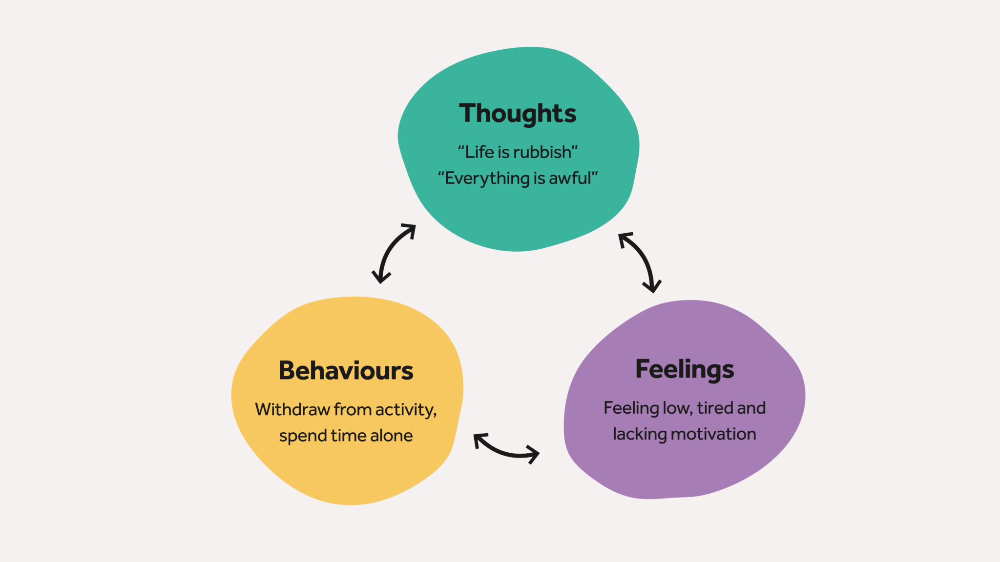 Thoughts
“Life is rubbish”
“Everything is awful”
Behaviours
Withdraw from activity,
spend time alone
Feelings
Feeling low, tired and
lacking motivation